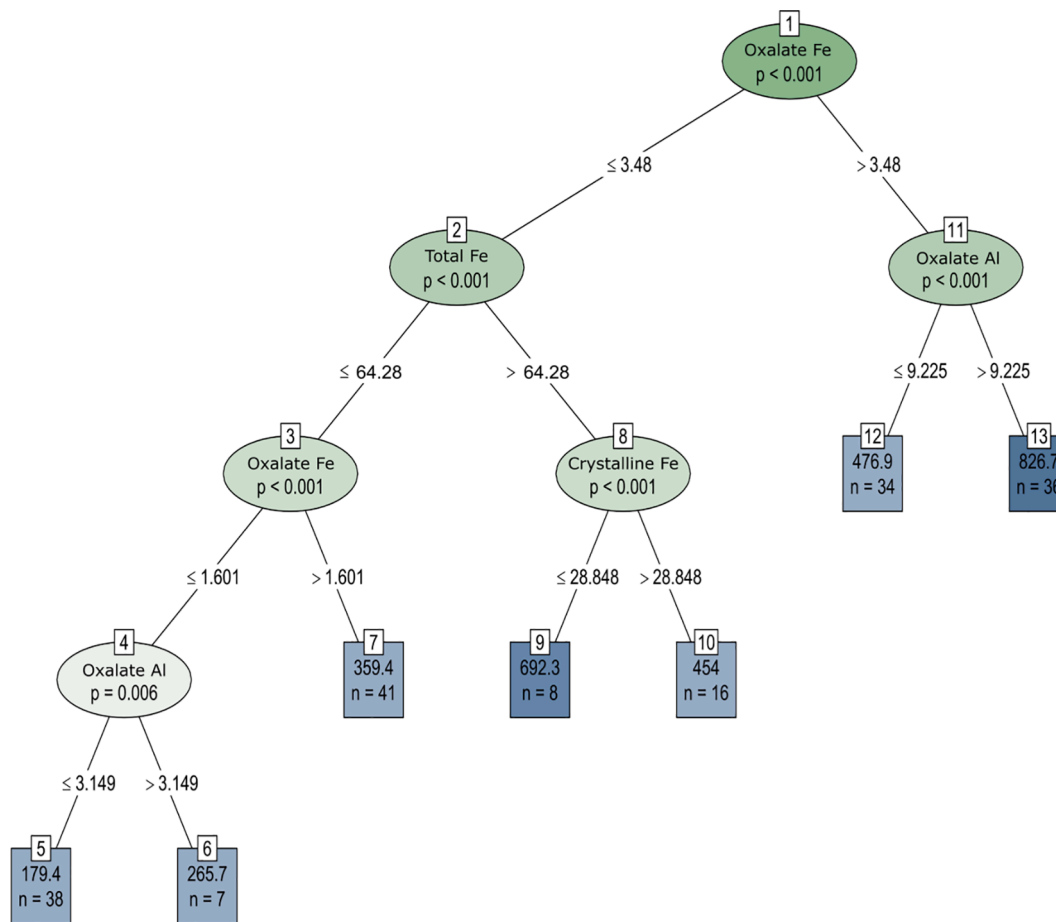 1
Oxalate Fe
p < 0.001
≤ 3.48
> 3.48
2
Total Fe
p < 0.001
11
Oxalate Al
p < 0.001
≤ 64.28
> 64.28
≤ 9.225
> 9.225
3
Oxalate Fe
p < 0.001
8
Crystalline Fe
p < 0.001
12
476.9
n = 34
13
826.7
n = 36
≤ 1.601
> 1.601
≤ 28.848
> 28.848
4
Oxalate Al
p = 0.006
7
359.4
n = 41
9
692.3
n = 8
10
454
n = 16
≤ 3.149
> 3.149
5
179.4
n = 38
6
265.7
n = 7